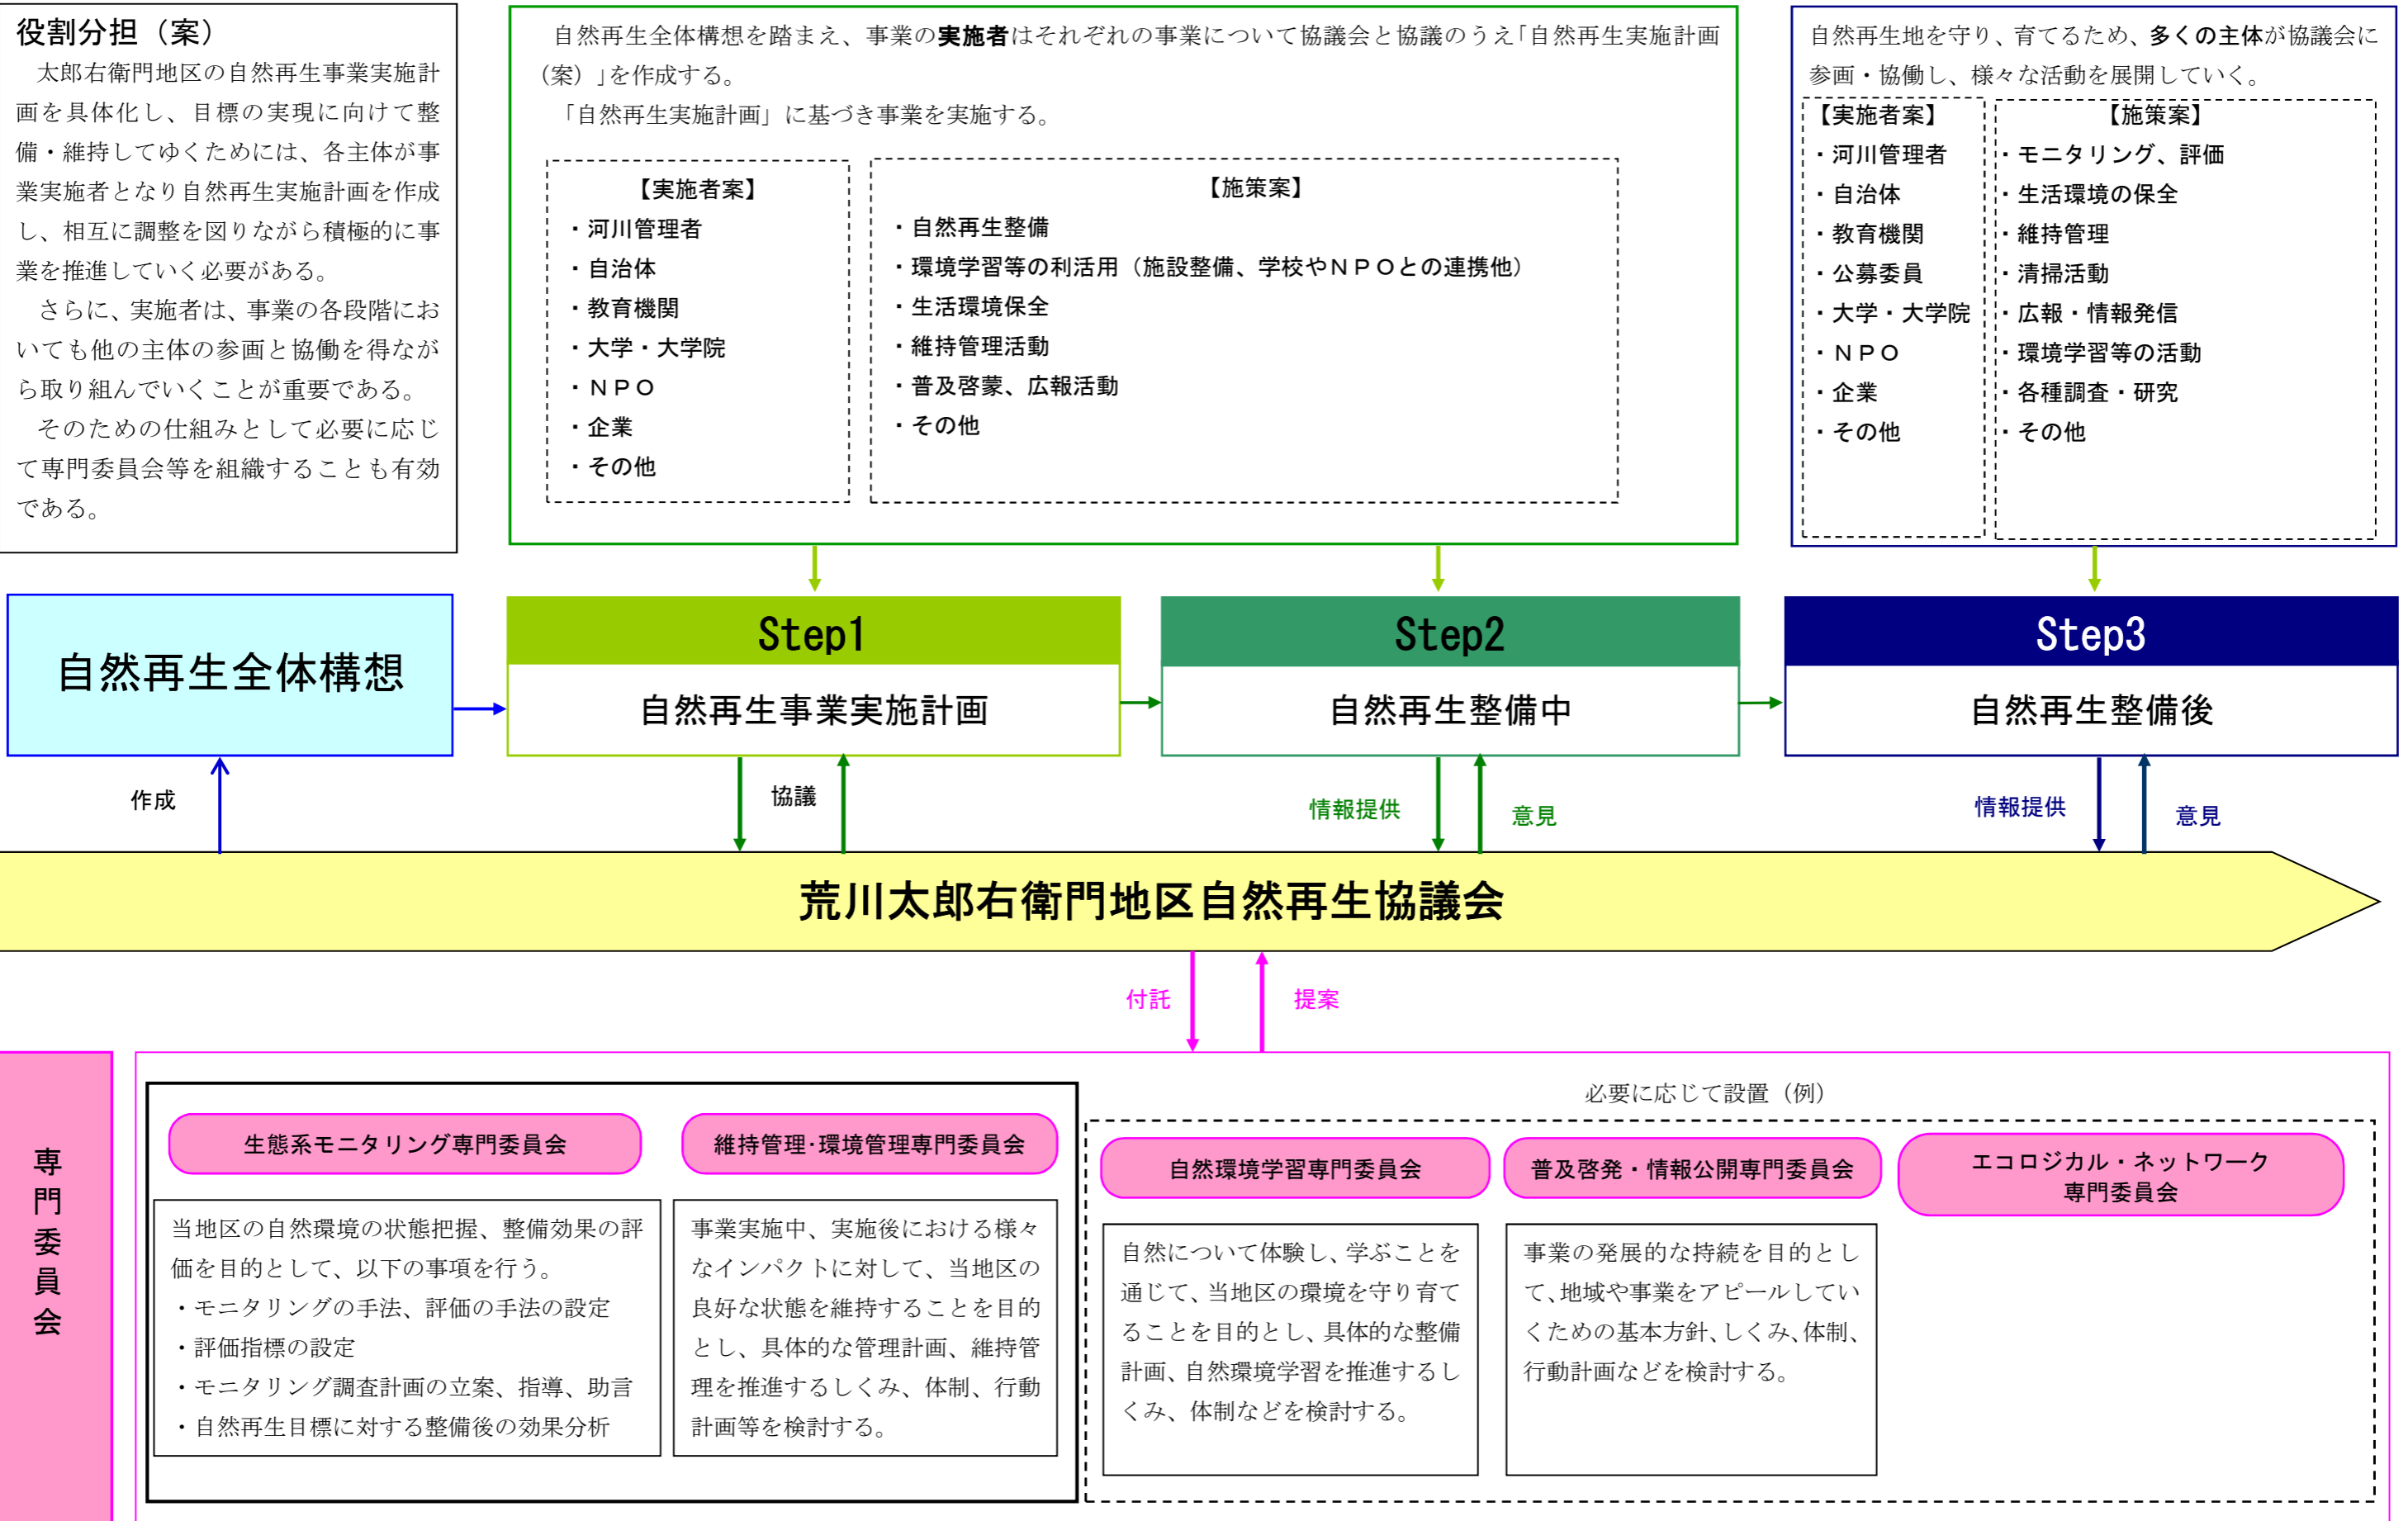 役割分担（案）
太郎右衛門地区の自然再生事業実施計
画を具体化し、目標の実現に向けて整
備・維持してゆくためには、各主体が事
業実施者となり自然再生実施計画を作成
し、相互に調整を図りながら積極的に事
業を推進していく必要がある。
さらに、実施者は、事業の各段階にお
いても他の主体の参画と協働を得なが
ら取り組んでいくことが重要である。
そのための仕組みとして必要に応じ
て専門委員会等を組織することも有効
である。
自然再生全体構想を踏まえ、事業の実施者はそれぞれの事業について協議会と協議のうえ「自然再生実施計画
（案）」を作成する。
「自然再生実施計画」に基づき事業を実施する。
【実施者案】
・河川管理者
・自治体
・教育機関
・大学・大学院
・ＮＰＯ
・企業
・その他
【施策案】
・自然再生整備
・環境学習等の利活用（施設整備、学校やＮＰＯとの連携他）
・生活環境保全
・維持管理活動
・普及啓蒙、広報活動
・その他
自然再生地を守り、育てるため、多くの主体が協議会に
参画・協働し、様々な活動を展開していく。
【実施者案】
・河川管理者
・自治体
・教育機関
・公募委員
・大学・大学院
・ＮＰＯ
・企業
・その他
【施策案】
・モニタリング、評価
・生活環境の保全
・維持管理
・清掃活動
・広報・情報発信
・環境学習等の活動
・各種調査・研究
・その他
自然再生全体構想
Step1
自然再生事業実施計画
Step2
自然再生整備中
Step3
自然再生整備後
作成
協議
情報提供
意見
情報提供
意見
荒川太郎右衛門地区自然再生協議会
付託
提案
専門委員会
生態系モニタリング専門委員会
当地区の自然環境の状態把握、整備効果の評
価を目的として、以下の事項を行う。
・モニタリングの手法、評価の手法の設定
・評価指標の設定
・モニタリング調査計画の立案、指導、助言
・自然再生目標に対する整備後の効果分析
維持管理･環境管理専門委員会
事業実施中、実施後における様々
なインパクトに対して、当地区の
良好な状態を維持することを目的
とし、具体的な管理計画、維持管
理を推進するしくみ、体制、行動
計画等を検討する。
必要に応じて設置（例）
自然環境学習専門委員会
自然について体験し、学ぶことを
通じて、当地区の環境を守り育て
ることを目的とし、具体的な整備
計画、自然環境学習を推進するし
くみ、体制などを検討する。
普及啓発・情報公開専門委員会
事業の発展的な持続を目的とし
て、地域や事業をアピールしてい
くための基本方針、しくみ、体制、
行動計画などを検討する。
エコロジカル・ネットワーク
専門委員会